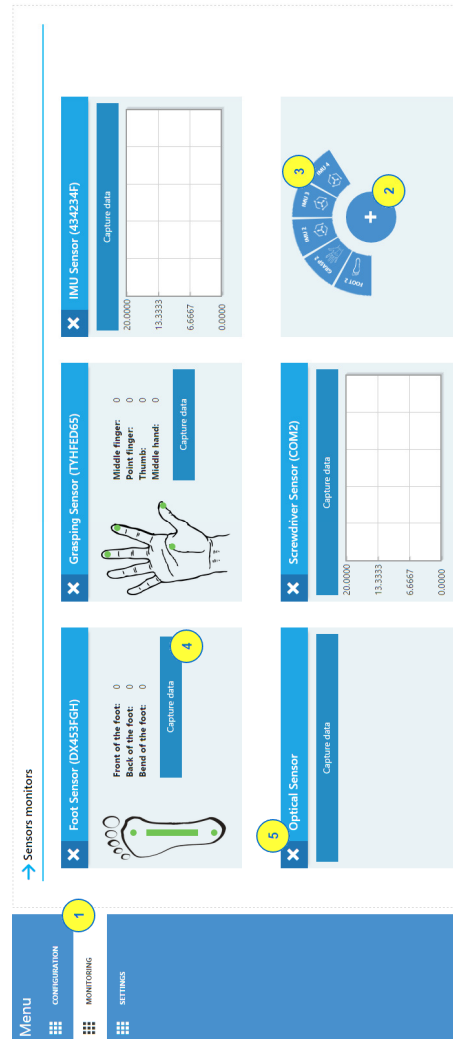 Menu
CONFIGURATION
1
MONITORING
SETTINGS
→ Sensors monitors
Foot Sensor (DX453FGH)
Front of the foot: 0
Back of the foot: 0
Bend of the foot: 0
Capture data
4
Grasping Sensor (TYHFED65)
Middle finger: 0
Point finger: 0
Thumb: 0
Middle hand: 0
Capture data
IMU Sensor (434234F)
Capture data
20.0000
13.3333
6.6667
0.0000
5
Optical Sensor
Capture data
Screwdriver Sensor (COM2)
Capture data
20.0000
13.3333
6.6667
0.0000
FOOT 2
GRASP 2
IMU 2
IMU 3
IMU 4
3
+
2